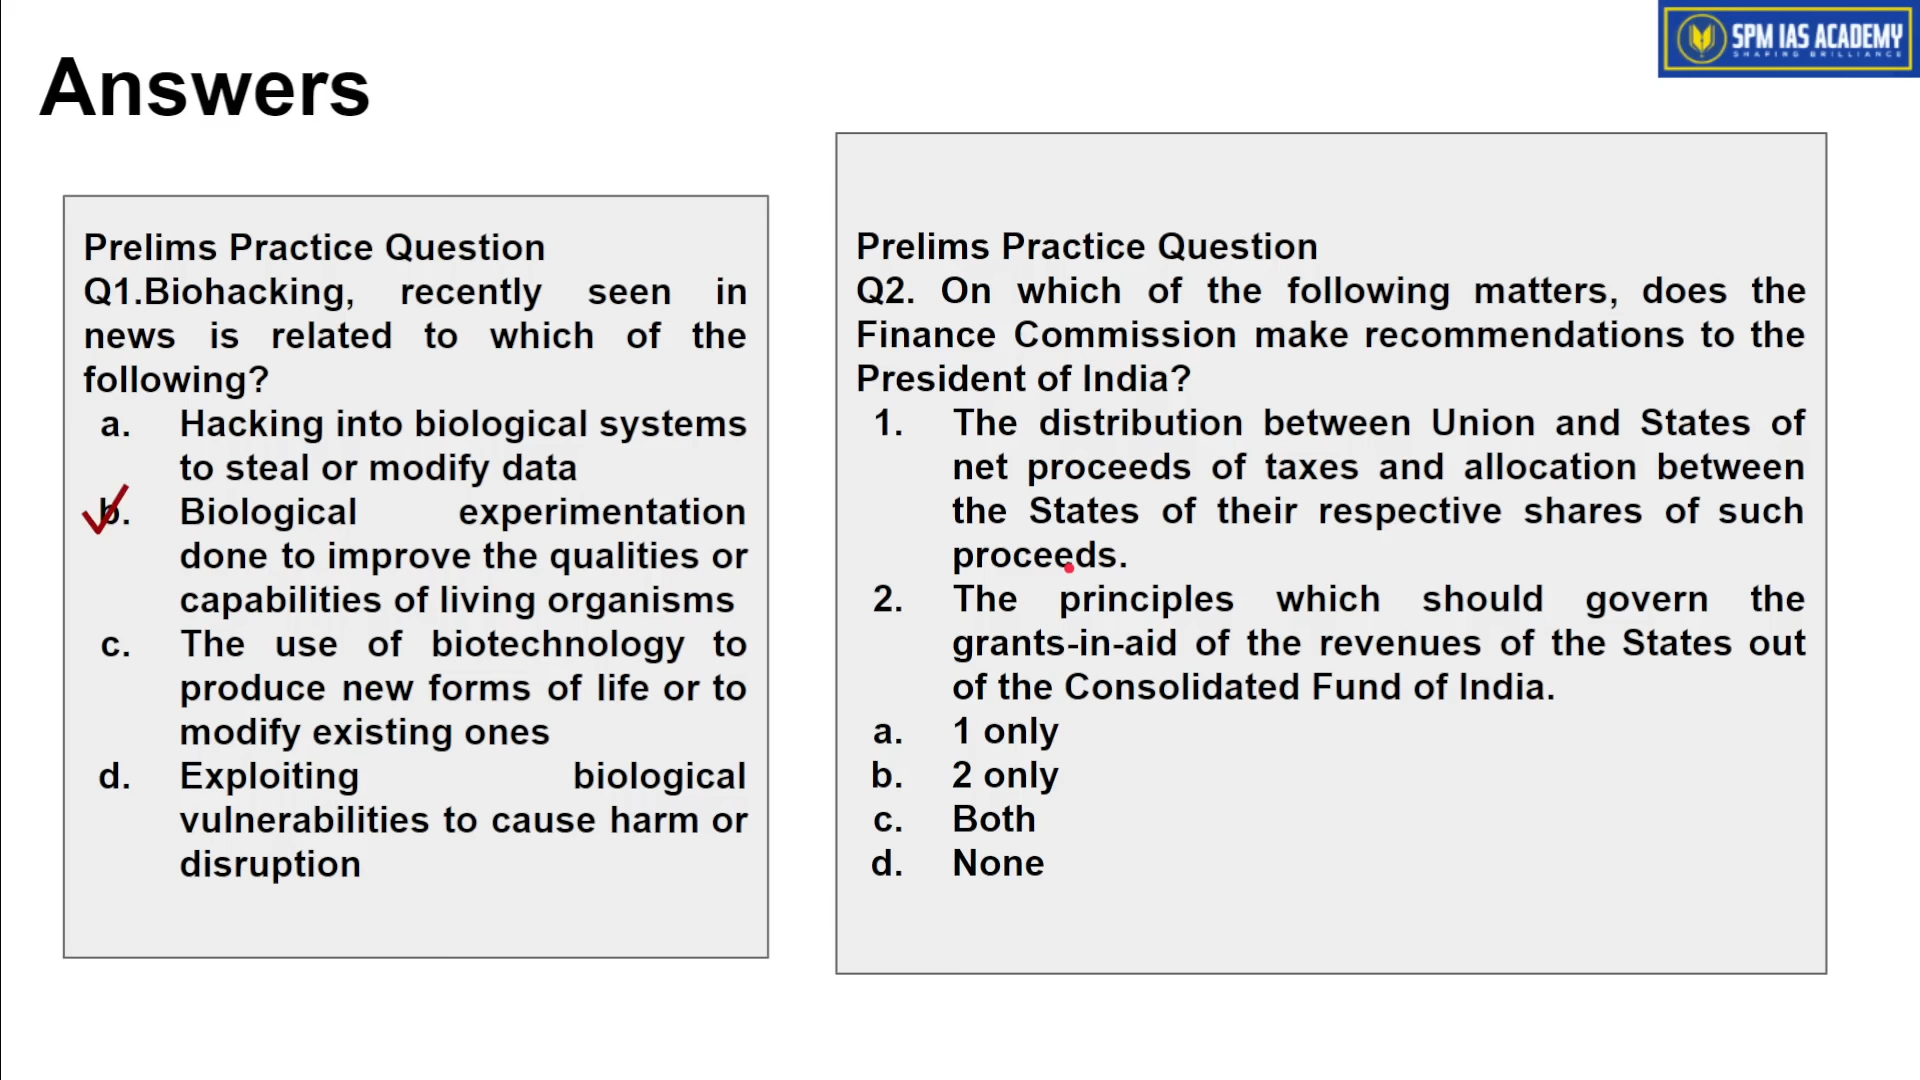 SPM IAS ACADEMY
SHAPING BRILLIANCE
Answers
Prelims Practice Question
Q1.Biohacking, recently seen in
news is related to which of the
following?
a. Hacking into biological systems
to steal or modify data
b. Biological experimentation
done to improve the qualities or
capabilities of living organisms
c. The use of biotechnology to
produce new forms of life or to
modify existing ones
d. Exploiting biological
vulnerabilities to cause harm or
disruption
Prelims Practice Question
Q2. On which of the following matters, does the
Finance Commission make recommendations to the
President of India?
1. The distribution between Union and States of
net proceeds of taxes and allocation between
the States of their respective shares of such
proceeds.
2. The principles which should govern the
grants-in-aid of the revenues of the States out
of the Consolidated Fund of India.
a. 1 only
b. 2 only
c. Both
d. None